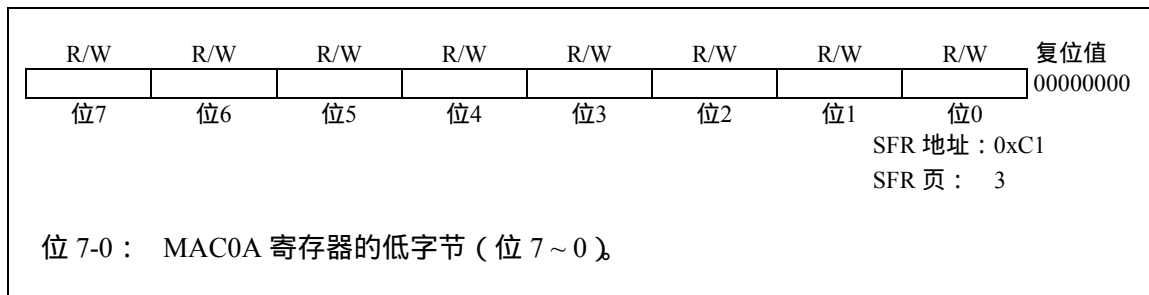 R/W R/W R/W R/W R/W R/W R/W R/W 复位值
00000000
位7 位6 位5 位4 位3 位2 位1 位0
SFR 地址：0xC1
SFR 页： 3
位 7-0： MAC0A 寄存器的低字节（位 7～0）。